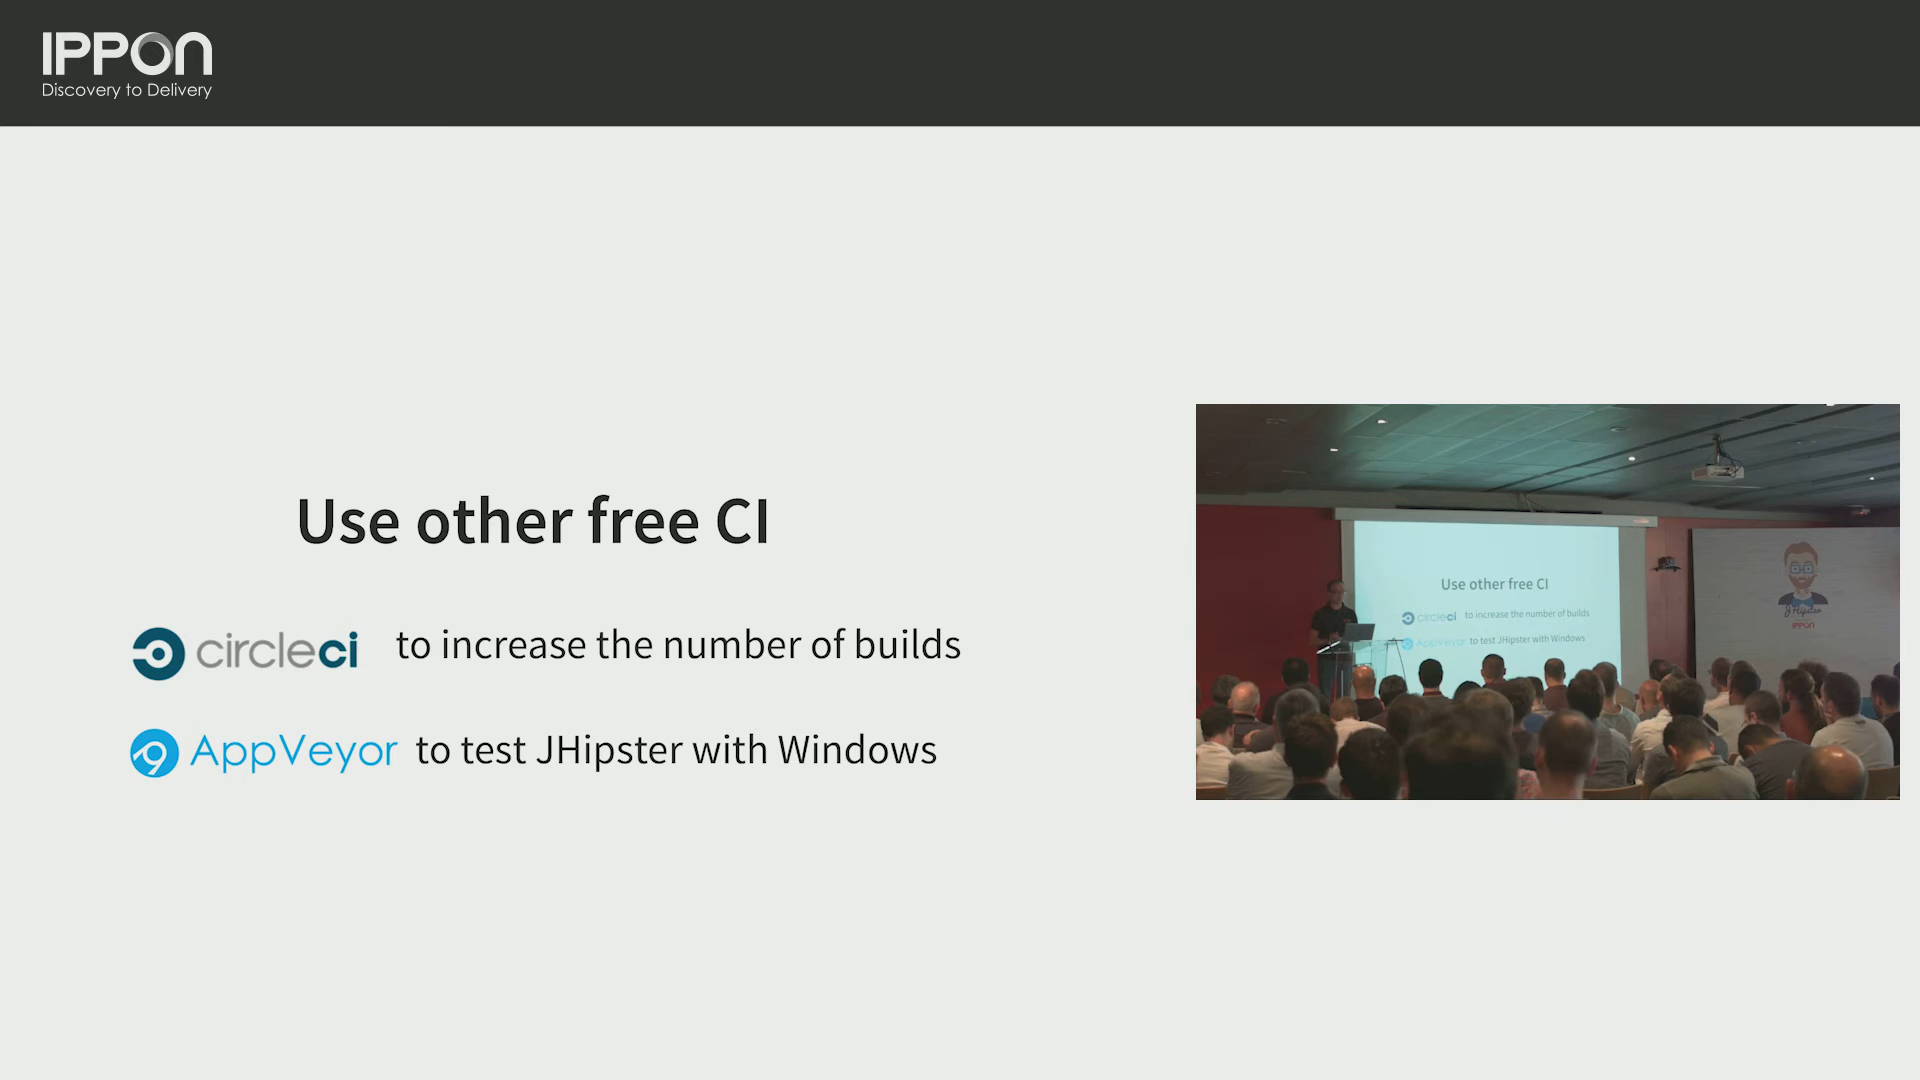 IPPON
Discovery to Delivery
Use other free CI
circleci to increase the number of builds
AppVeyor to test JHipster with Windows
Use other free CI
circleci to increase the number of builds
AppVeyor to test JHipster with Windows
JHipster
IPPON